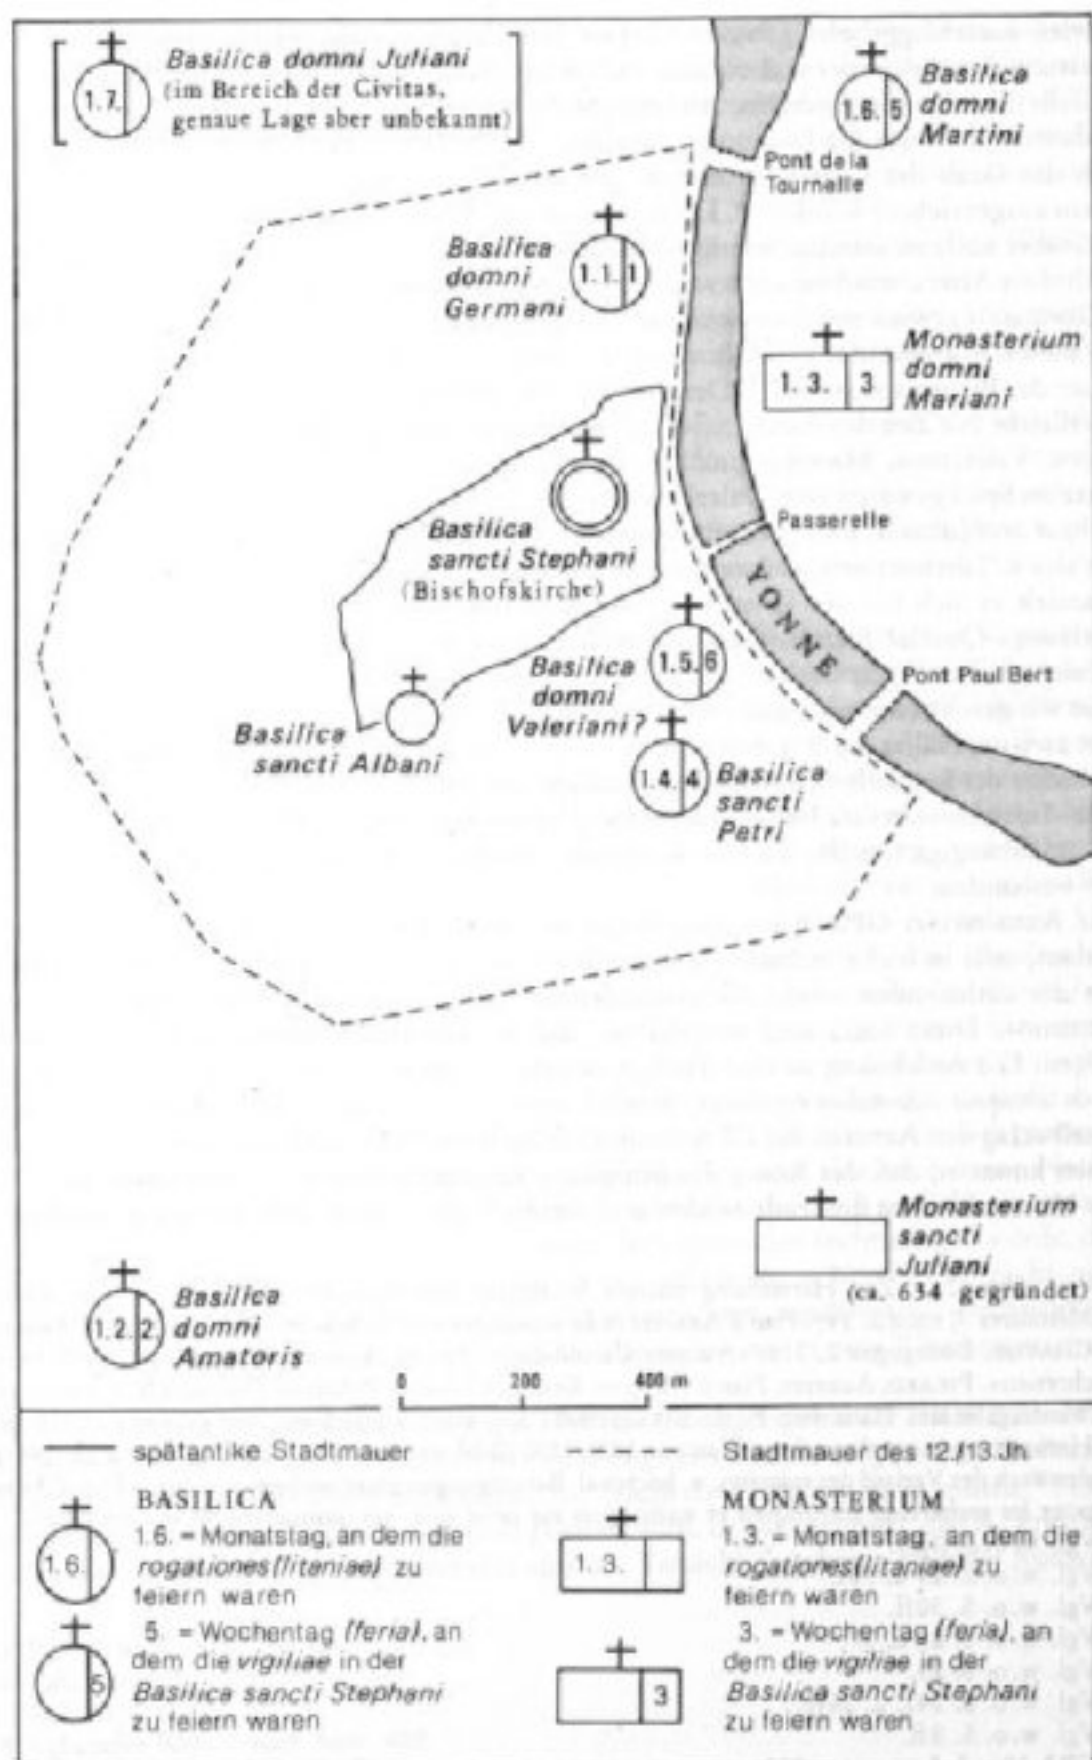 Basilica domni Juliani
1.7.
(im Bereich der Civitas,
genaue Lage aber unbekannt)
Basilica
1.6. 5
domni
Martini
Pont de la
Tournelle
Basilica
1.1. 1
domni
Germani
Monasterium
1.3. 3
domni
Mariani
Basilica
sancti Stephani
(Bischofskirche)
Passerelle
YONNE
Basilica
1.5. 6
domni
Valeriani?
Pont Paul Bert
Basilica
sancti Albani
1.4. 4
Basilica
sancti
Petri
Monasterium
sancti
Juliani
(ca. 634 gegründet)
Basilica
1.2. 2
domni
Amatoris
0 200 400 m
spätantike Stadtmauer
Stadtmauer des 12./13.Jh.
BASILICA
1.6.
1.6. = Monatstag, an dem die
rogationes (litaniae) zu
feiern waren
5
5. = Wochentag (feria), an
dem die vigiliae in der
Basilica sancti Stephani
zu feiern waren
MONASTERIUM
1.3.
1.3. = Monatstag, an dem die
rogationes (litaniae) zu
feiern waren
3
3. = Wochentag (feria), an
dem die vigiliae in der
Basilica sancti Stephani
zu feiern waren